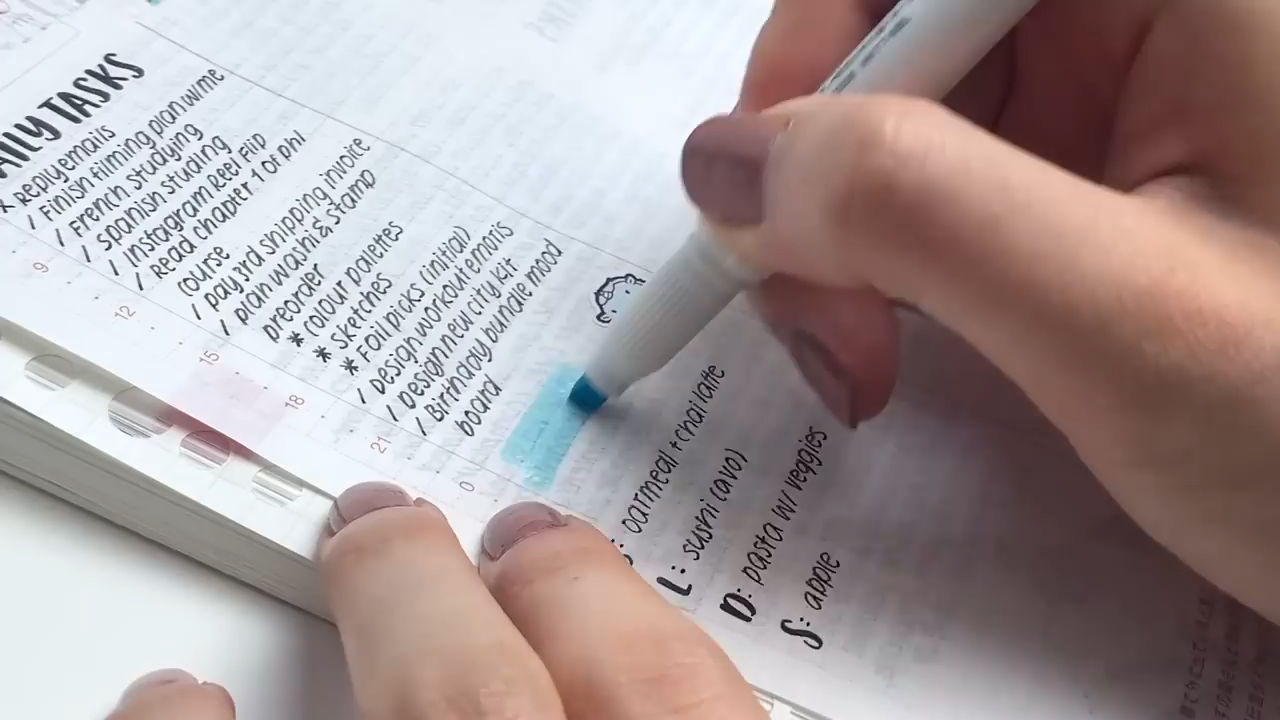 AILY TASKS
x Reply emails
/ Finish filming plan w/me
/ French studying
/ Spanish studing
/ Instagram Reel Flip
/ Read chapter 1 of phl
course
/ pay 3rd shipping invoice
/ plan washi & stamp
preorder
* colour palettes
* Sketches
* Foil picks (initial)
/ design workout emotis
/ Design new city kit
/ Birthday bundle mood
board
9
12
15
18
21
0
S: oatmeal + chai latte
L: sushi (avo)
D: pasta w/ veggies
S: apple